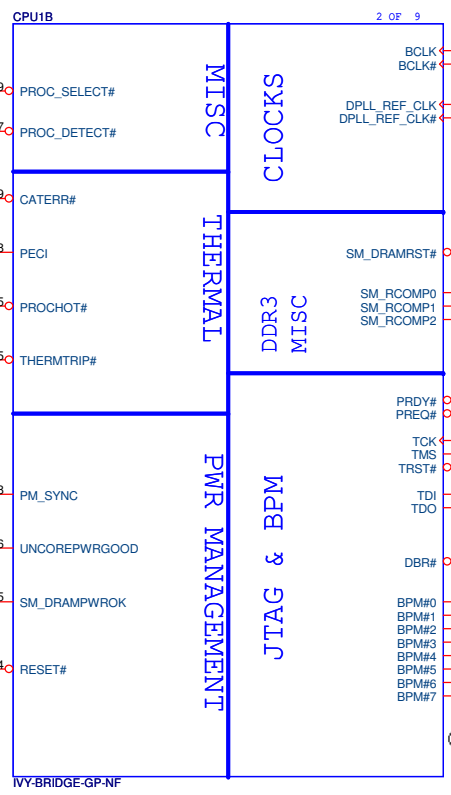 CPU1B
2 OF 9
MISC
PROC_SELECT#
PROC_DETECT#
THERMAL
CATERR#
PECI
PROCHOT#
THERMTRIP#
PWR MANAGEMENT
PM_SYNC
UNCOREPWRGOOD
SM_DRAMPWROK
RESET#
CLOCKS
BCLK
BCLK#
DPLL_REF_CLK
DPLL_REF_CLK#
DDR3
MISC
SM_DRAMRST#
SM_RCOMP0
SM_RCOMP1
SM_RCOMP2
JTAG & BPM
PRDY#
PREQ#
TCK
TMS
TRST#
TDI
TDO
DBR#
BPM#0
BPM#1
BPM#2
BPM#3
BPM#4
BPM#5
BPM#6
BPM#7
IVY-BRIDGE-GP-NF